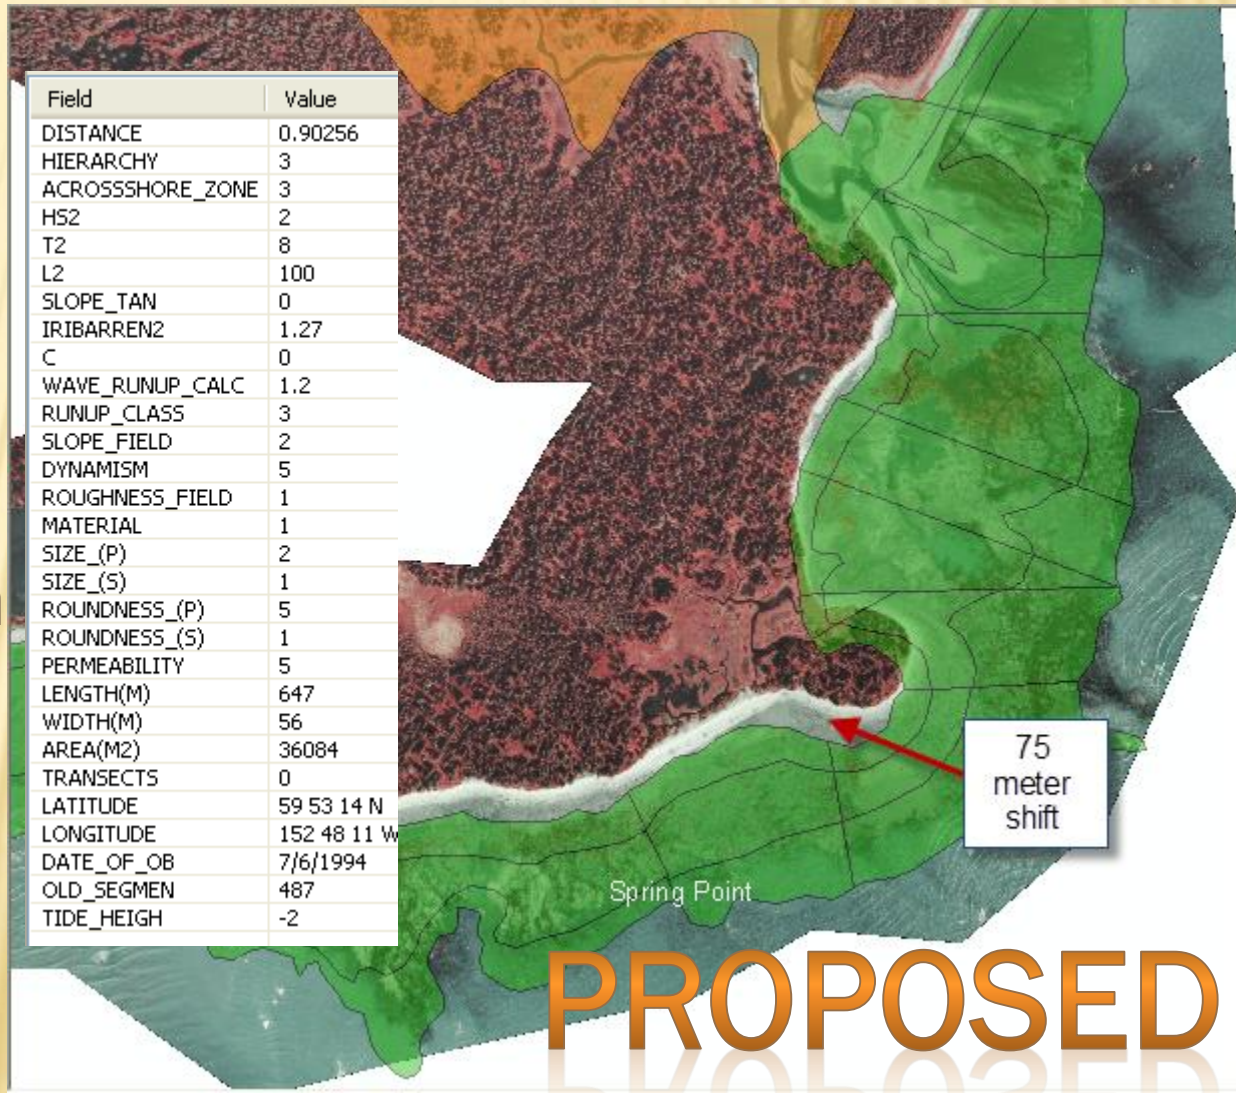 Field Value
DISTANCE 0.90256
HIERARCHY 3
ACROSSSHORE_ZONE 3
HS2 2
T2 8
L2 100
SLOPE_TAN 0
IRIBARREN2 1.27
C 0
WAVE_RUNUP_CALC 1.2
RUNUP_CLASS 3
SLOPE_FIELD 2
DYNAMISM 5
ROUGHNESS_FIELD 1
MATERIAL 1
SIZE_(P) 2
SIZE_(S) 1
ROUNDNESS_(P) 5
ROUNDNESS_(S) 1
PERMEABILITY 5
LENGTH(M) 647
WIDTH(M) 56
AREA(M2) 36084
TRANSECTS 0
LATITUDE 59 53 14 N
LONGITUDE 152 48 11 W
DATE_OF_OB 7/6/1994
OLD_SEGMEN 487
TIDE_HEIGH -2
75
meter
shift
Spring Point
PROPOSED